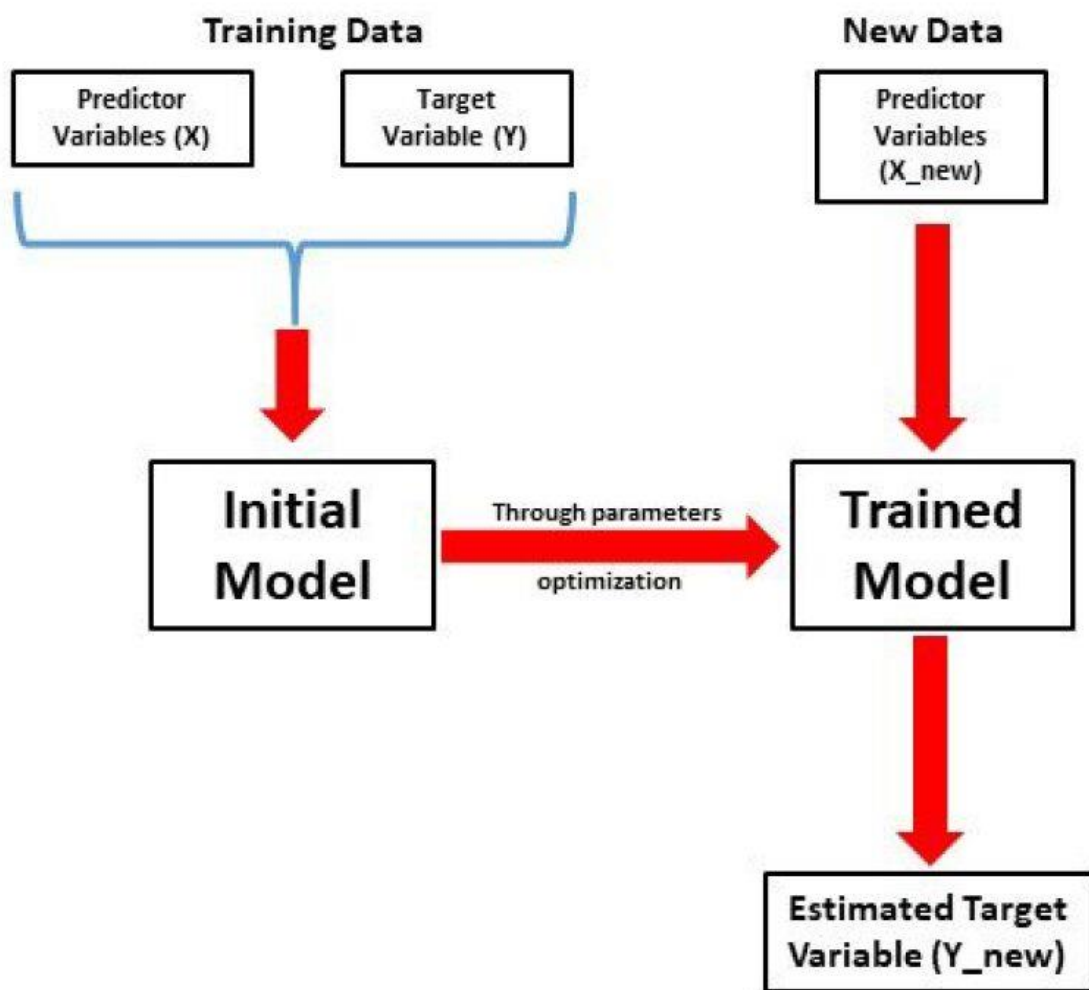 Training Data
Predictor
Variables (X)
Target
Variable (Y)
New Data
Predictor
Variables
(X_new)
Initial
Model
Through parameters
optimization
Trained
Model
Estimated Target
Variable (Y_new)